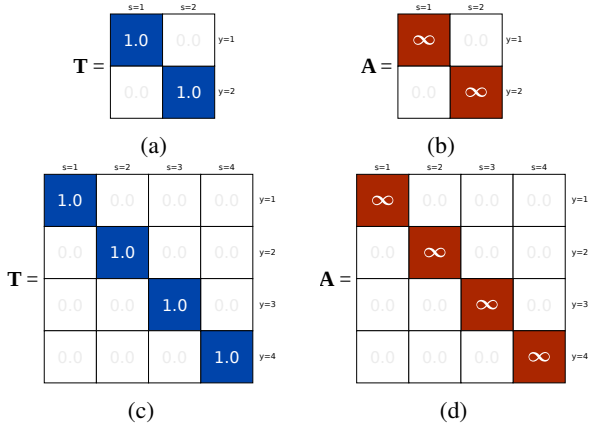 s=1 s=2
T = 1.0 0.0 y=1
0.0 1.0 y=2
(a)
s=1 s=2
A = ∞ 0.0 y=1
0.0 ∞ y=2
(b)
s=1 s=2 s=3 s=4
1.0 0.0 0.0 0.0 y=1
0.0 1.0 0.0 0.0 y=2
T =
0.0 0.0 1.0 0.0 y=3
0.0 0.0 0.0 1.0 y=4
(c)
s=1 s=2 s=3 s=4
∞ 0.0 0.0 0.0 y=1
0.0 ∞ 0.0 0.0 y=2
A =
0.0 0.0 ∞ 0.0 y=3
0.0 0.0 0.0 ∞ y=4
(d)